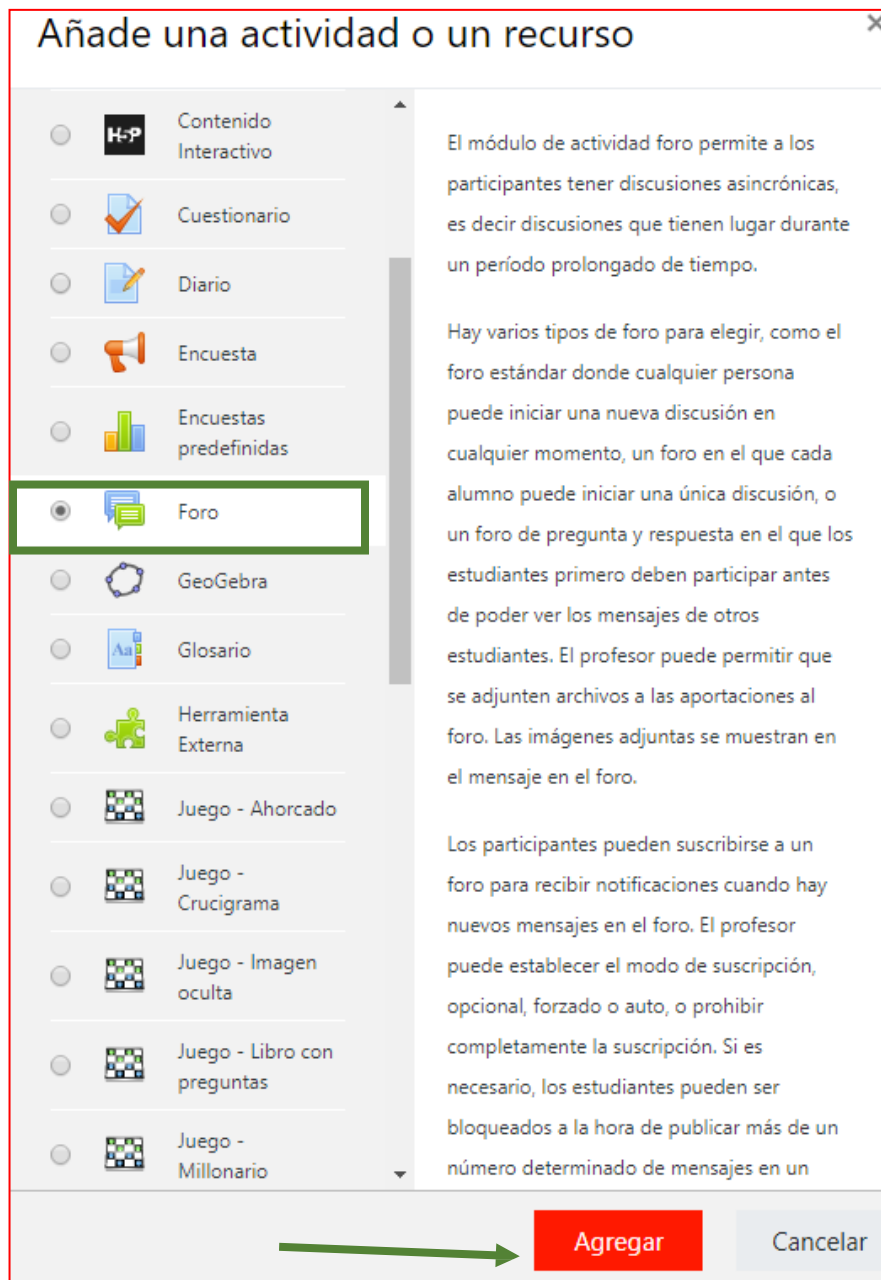 Añade una actividad o un recurso
×
H5P
Contenido
Interactivo
Cuestionario
Diario
Encuesta
Encuestas
predefinidas
Foro
GeoGebra
Aa
Glosario
Herramienta
Externa
Juego - Ahorcado
Juego -
Crucigrama
Juego - Imagen
oculta
Juego - Libro con
preguntas
Juego -
Millonario
El módulo de actividad foro permite a los
participantes tener discusiones asincrónicas,
es decir discusiones que tienen lugar durante
un período prolongado de tiempo.
Hay varios tipos de foro para elegir, como el
foro estándar donde cualquier persona
puede iniciar una nueva discusión en
cualquier momento, un foro en el que cada
alumno puede iniciar una única discusión, o
un foro de pregunta y respuesta en el que los
estudiantes primero deben participar antes
de poder ver los mensajes de otros
estudiantes. El profesor puede permitir que
se adjunten archivos a las aportaciones al
foro. Las imágenes adjuntas se muestran en
el mensaje en el foro.
Los participantes pueden suscribirse a un
foro para recibir notificaciones cuando hay
nuevos mensajes en el foro. El profesor
puede establecer el modo de suscripción,
opcional, forzado o auto, o prohibir
completamente la suscripción. Si es
necesario, los estudiantes pueden ser
bloqueados a la hora de publicar más de un
número determinado de mensajes en un
Agregar
Cancelar